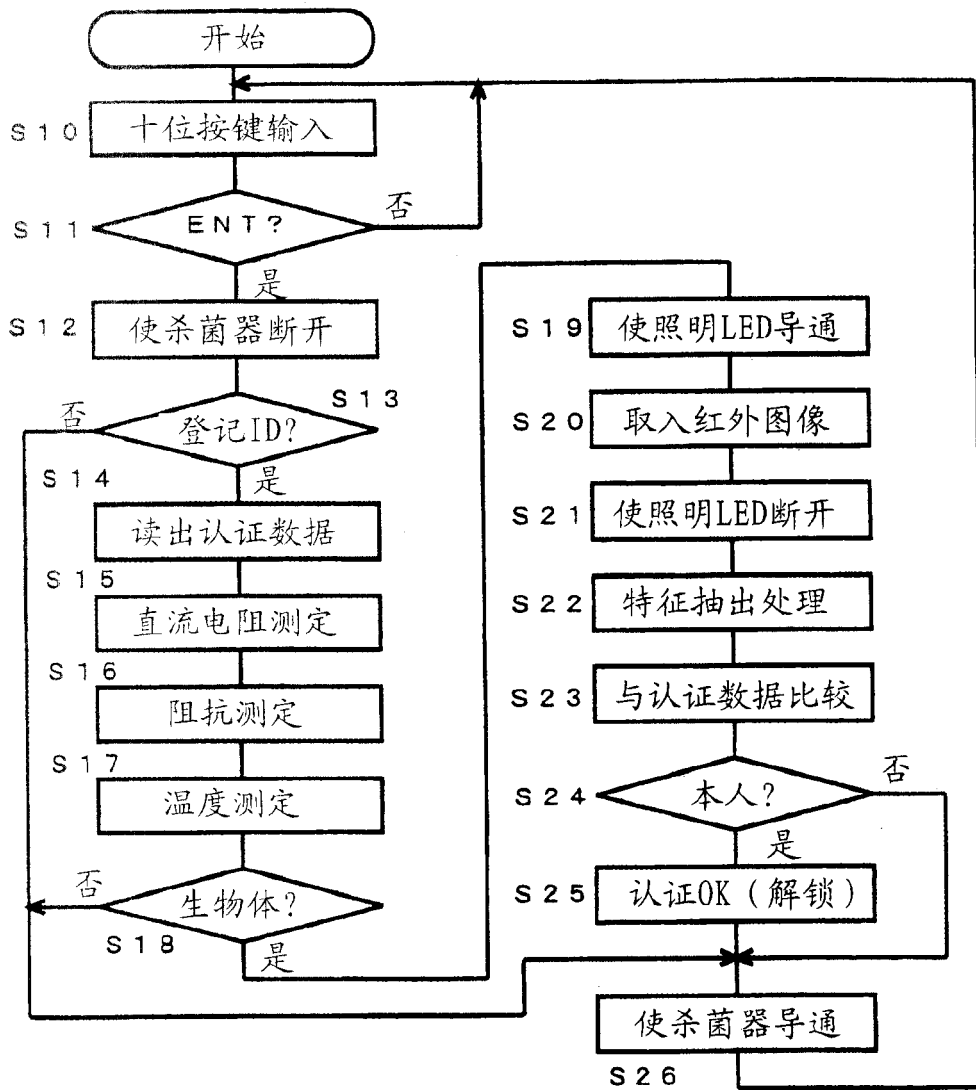 开始
S10
十位按键输入
S11
ENT?
否
是
S12
使杀菌器断开
S13
否
登记ID?
S14
是
读出认证数据
S15
直流电阻测定
S16
阻抗测定
S17
温度测定
否
生物体?
S18
是
S19
使照明LED导通
S20
取入红外图像
S21
使照明LED断开
S22
特征抽出处理
S23
与认证数据比较
否
S24
本人?
是
S25
认证OK（解锁）
使杀菌器导通
S26